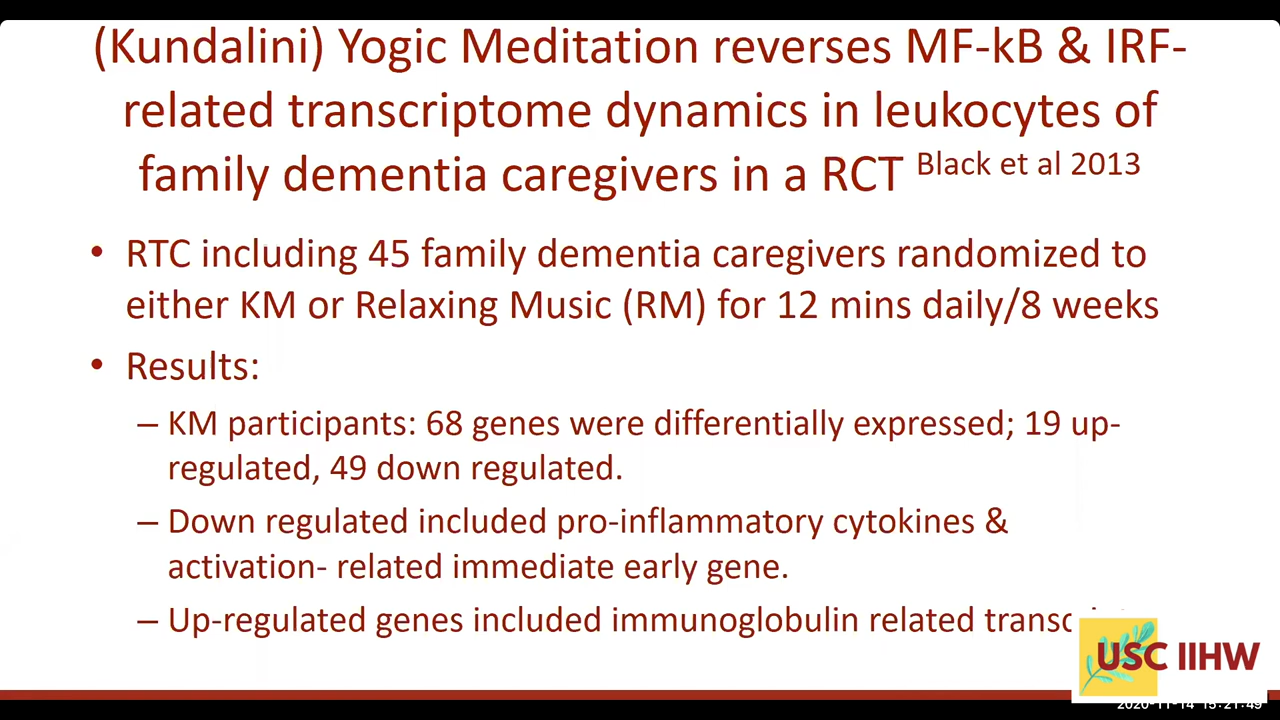 (Kundalini) Yogic Meditation reverses MF-kB & IRF-
related transcriptome dynamics in leukocytes of
family dementia caregivers in a RCT Black et al 2013
• RTC including 45 family dementia caregivers randomized to
either KM or Relaxing Music (RM) for 12 mins daily/8 weeks
• Results:
– KM participants: 68 genes were differentially expressed; 19 up-
regulated, 49 down regulated.
– Down regulated included pro-inflammatory cytokines &
activation- related immediate early gene.
– Up-regulated genes included immunoglobulin related
USC IIHW
2020-11-14 15:21:49